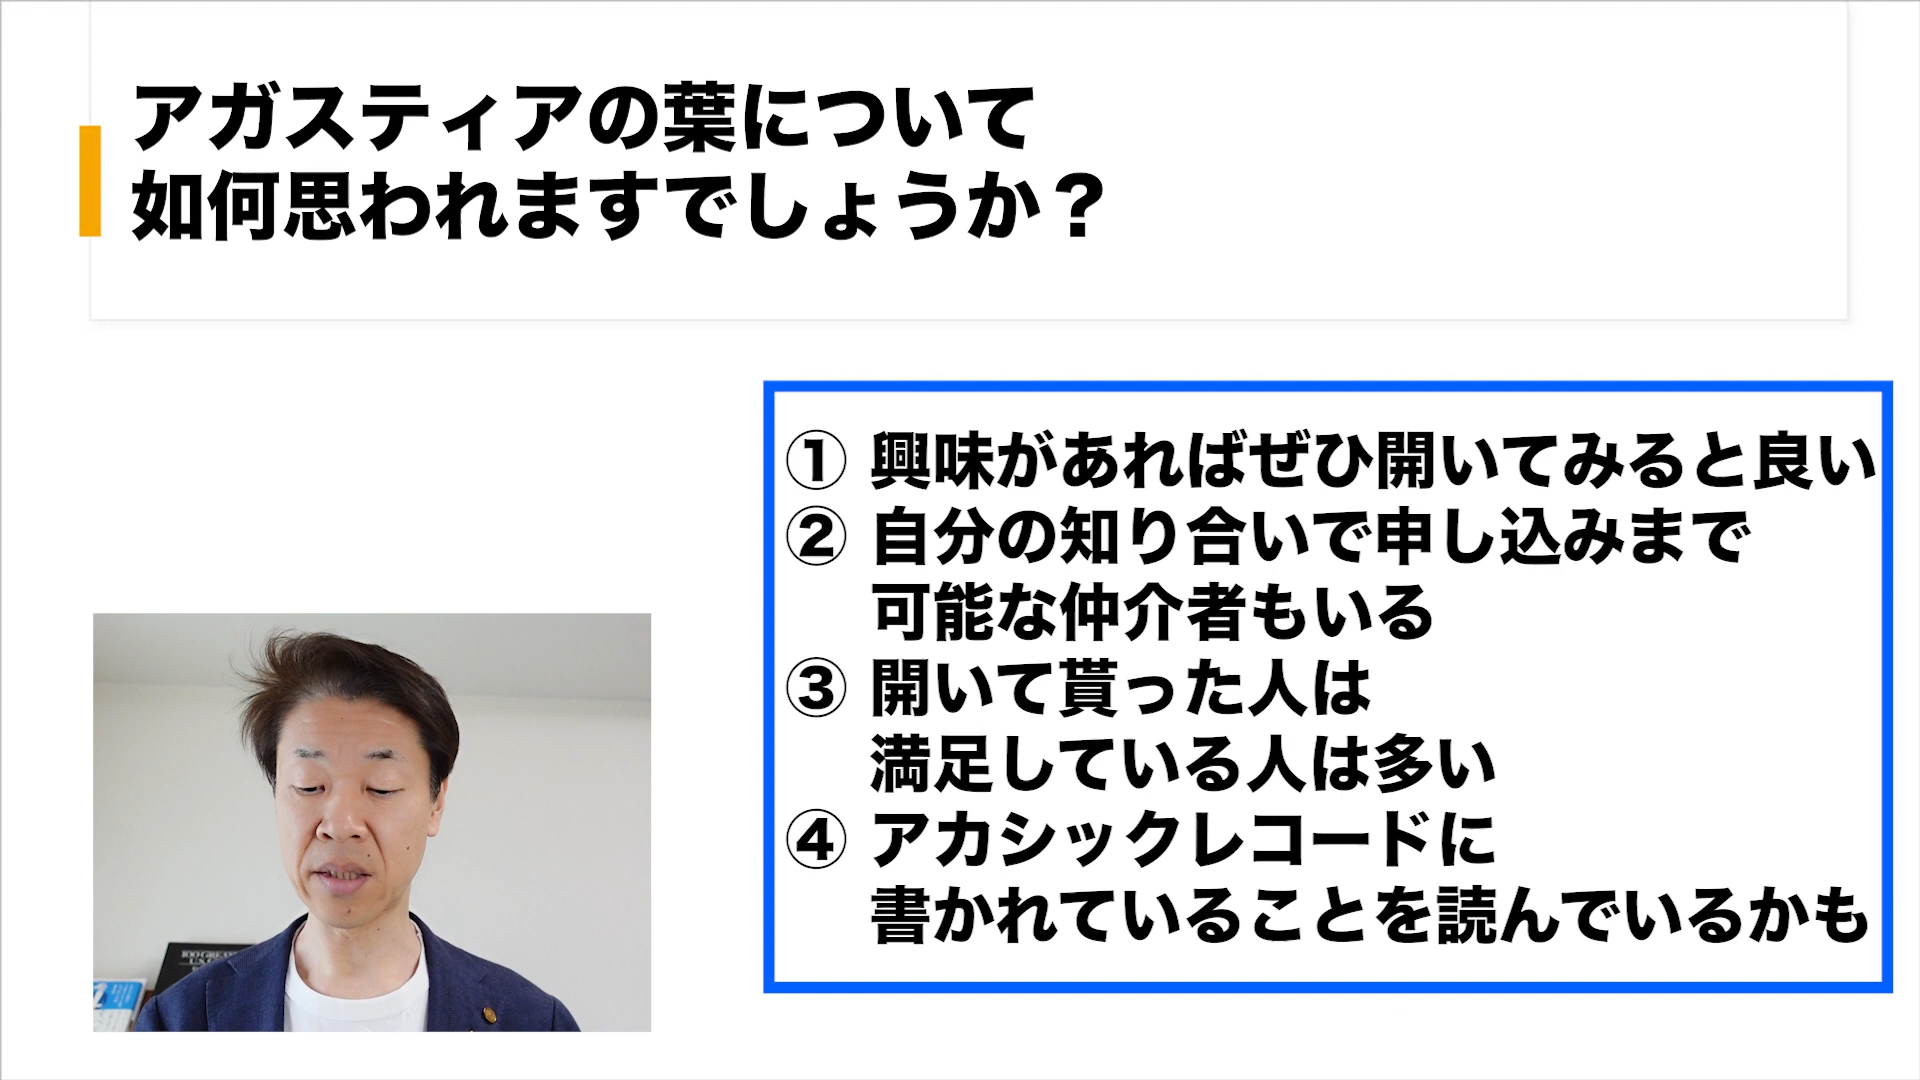 アガスティアの葉について
如何思われますでしょうか？
① 興味があればぜひ開いてみると良い
② 自分の知り合いで申し込みまで
可能な仲介者もいる
③ 開いて貰った人は
満足している人は多い
④ アカシックレコードに
書かれていることを読んでいるかも